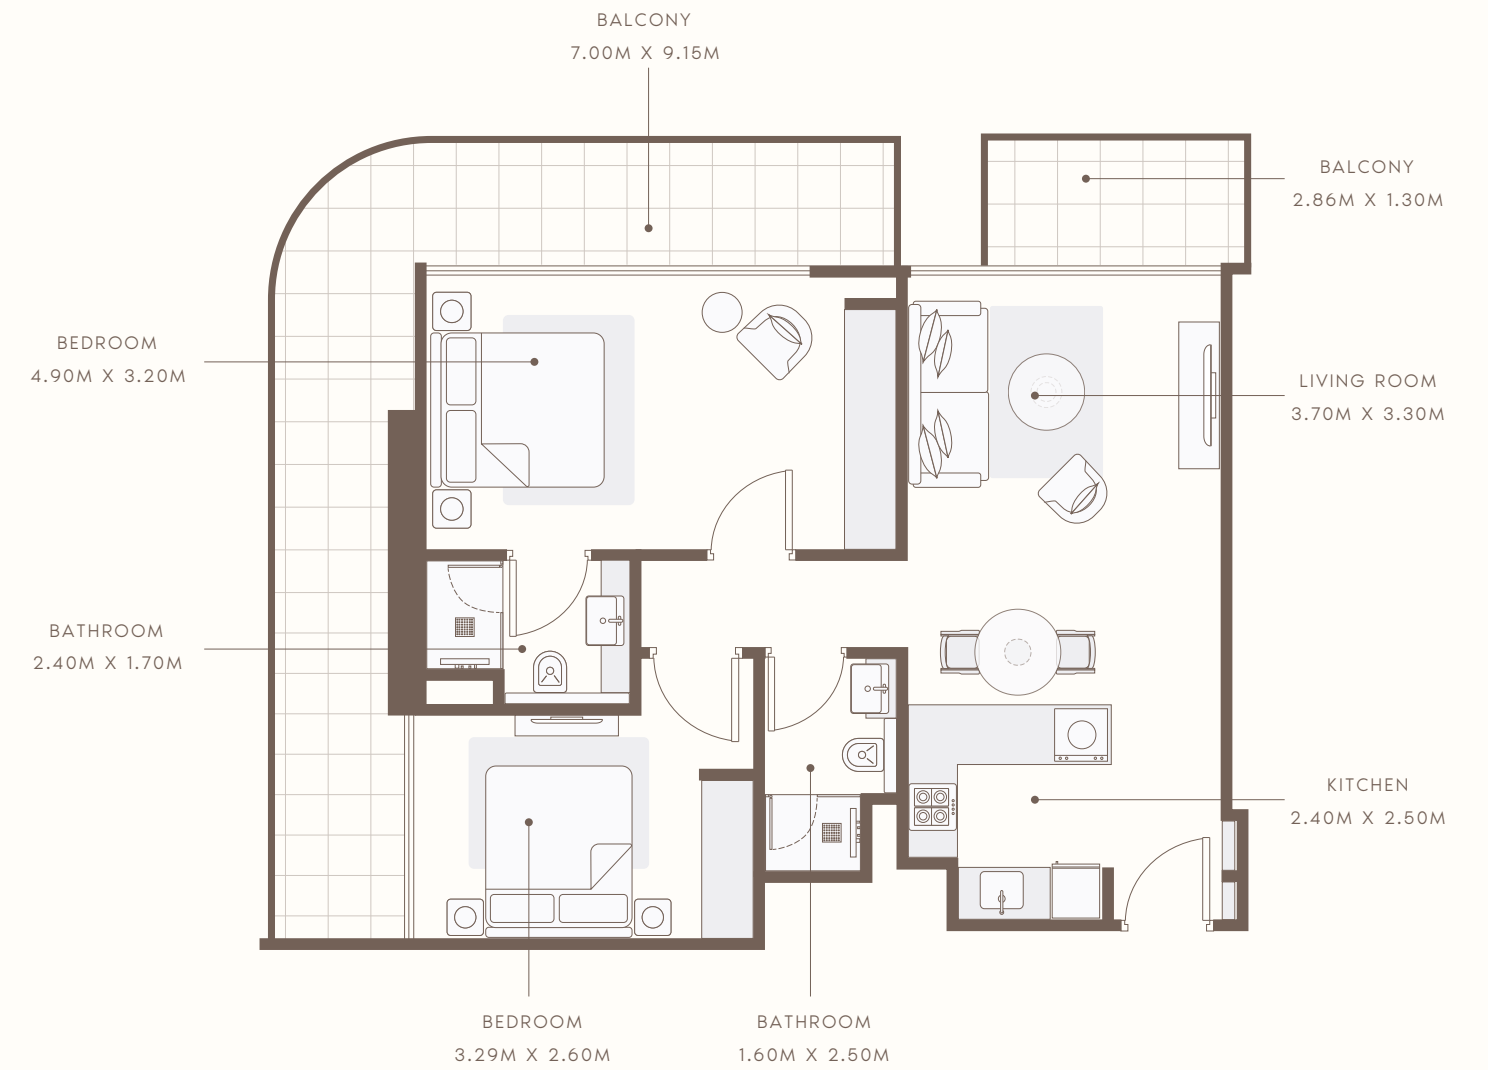 BALCONY
7.00M X 9.15M
BALCONY
2.86M X 1.30M
BEDROOM
4.90M X 3.20M
LIVING ROOM
3.70M X 3.30M
BATHROOM
2.40M X 1.70M
KITCHEN
2.40M X 2.50M
BEDROOM
3.29M X 2.60M
BATHROOM
1.60M X 2.50M